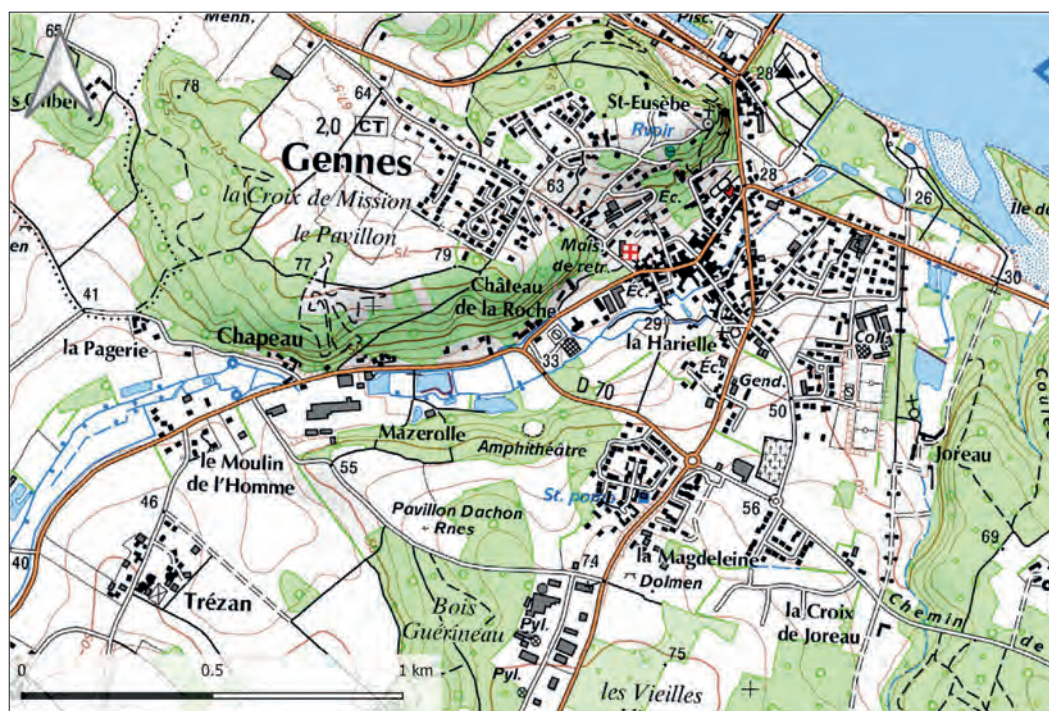 Menh.
65
Pisc.
78
64
28
St-Eusèbe
Rvoir
2,0 CT
Gennes
63
28
la Croix de Mission
Éc.
26
Île de
le Pavillon
79
Mais.
de retr.
77
30
41
Château
de la Roche
Éc.
29
la Pagerie
Chapeau
33
la Harielle
Coll.
D 70
Éc.
Gend.
50
Mazerolle
Amphithéâtre
le Moulin
de l'Homme
55
Joreau
46
St. pomp.
56
Pavillon Dachon
Rnes
69
40
74
la Magdeleine
Dolmen
Trézan
Bois
Guérineau
Pyl.
la Croix
de Joreau
Chemin de
75
Pyl.
les Vieilles
0 0.5 1 km